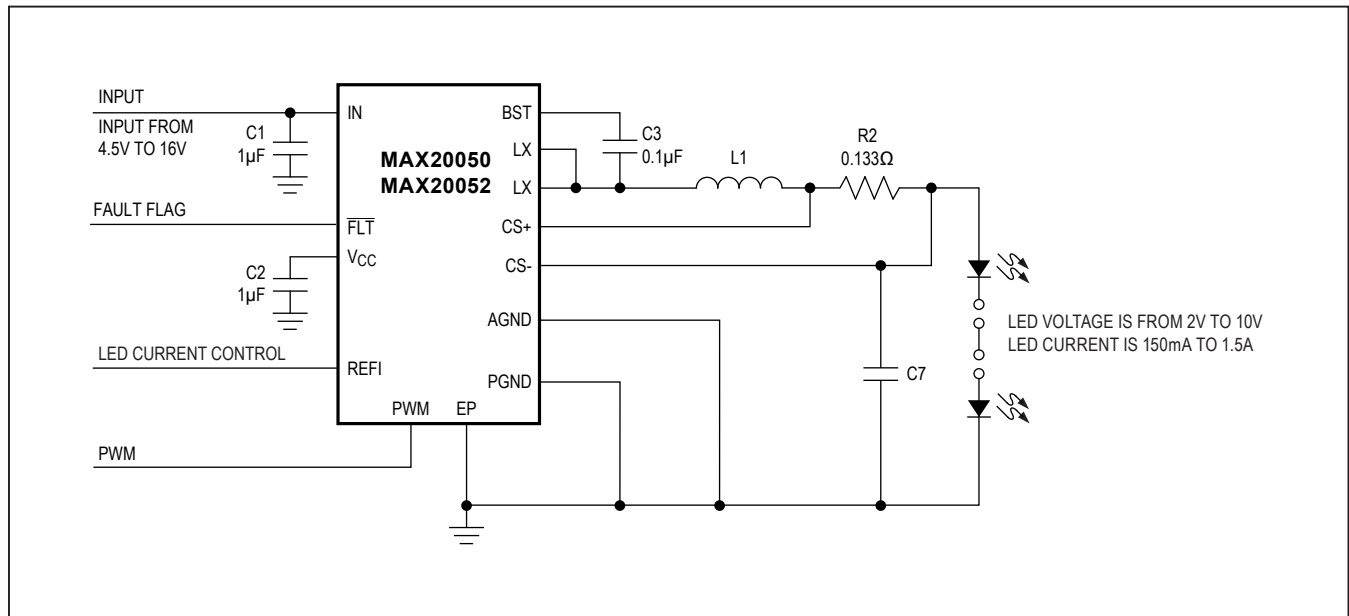 INPUT
INPUT FROM
4.5V TO 16V
C1
1µF
FAULT FLAG
C2
1µF
LED CURRENT CONTROL
PWM
IN
FLT
VCC
REFI
PWM
EP
MAX20050
MAX20052
BST
LX
LX
CS+
CS-
AGND
PGND
C3
0.1µF
L1
R2
0.133Ω
C7
LED VOLTAGE IS FROM 2V TO 10V
LED CURRENT IS 150mA TO 1.5A